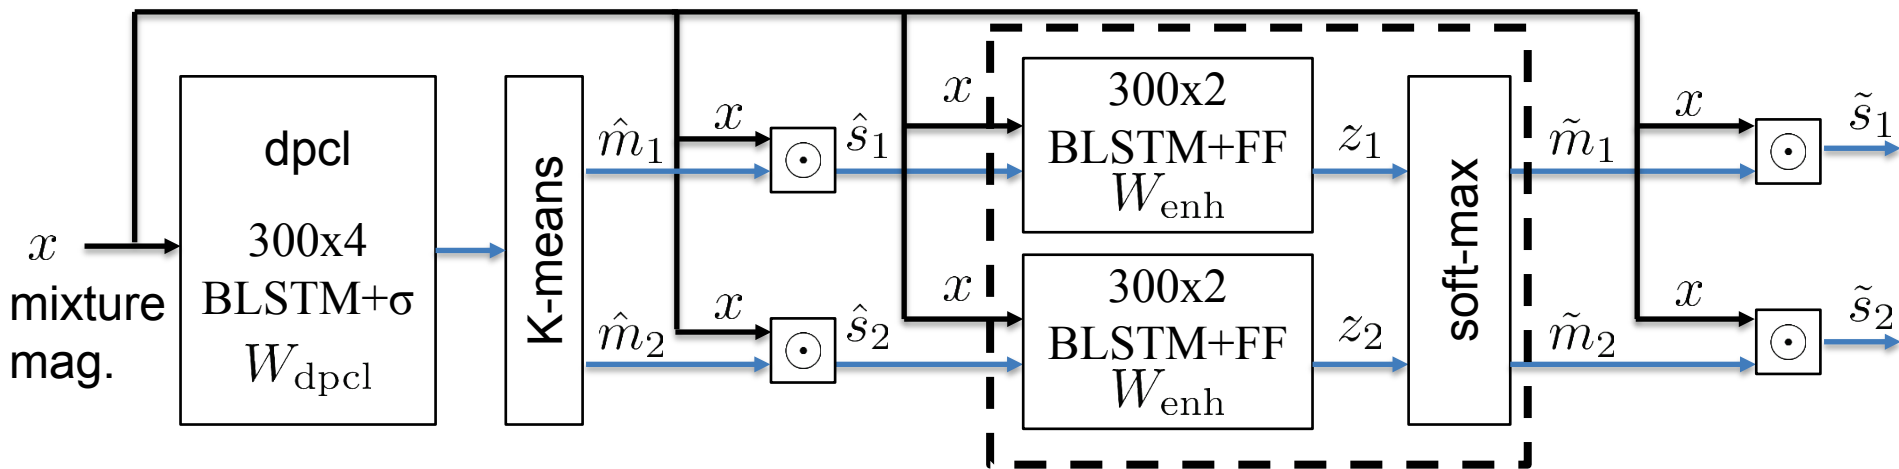 x
mixture
mag.
dpcl
300x4
BLSTM+σ
W_dpcl
K-means
m̂_1
m̂_2
x
x
ŝ_1
ŝ_2
x
x
300x2
BLSTM+FF
W_enh
300x2
BLSTM+FF
W_enh
z_1
z_2
soft-max
m̃_1
m̃_2
x
x
s̃_1
s̃_2